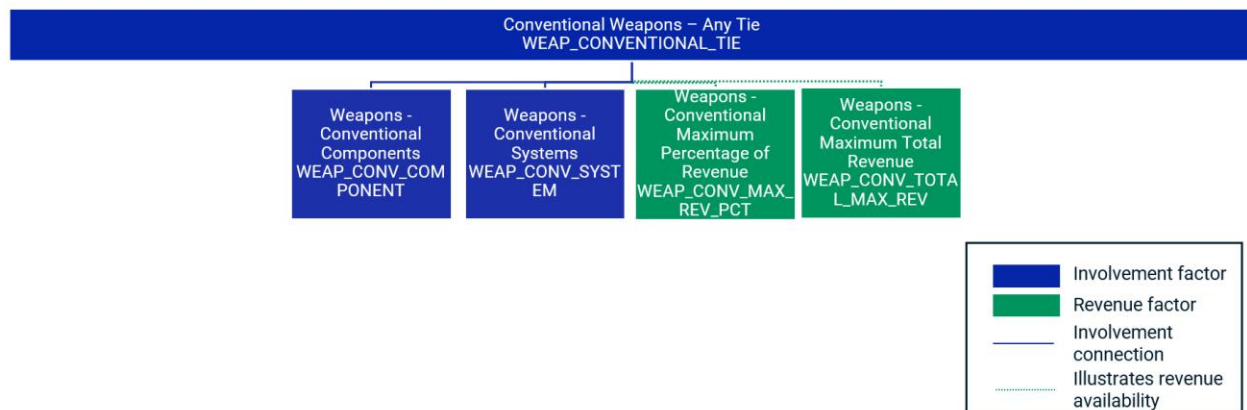 Conventional Weapons – Any Tie
WEAP_CONVENTIONAL_TIE
Weapons -
Conventional
Components
WEAP_CONV_COM
PONENT
Weapons -
Conventional
Systems
WEAP_CONV_SYST
EM
Weapons -
Conventional
Maximum
Percentage of
Revenue
WEAP_CONV_MAX_
REV_PCT
Weapons -
Conventional
Maximum Total
Revenue
WEAP_CONV_TOTA
L_MAX_REV
Involvement factor
Revenue factor
Involvement
connection
Illustrates revenue
availability